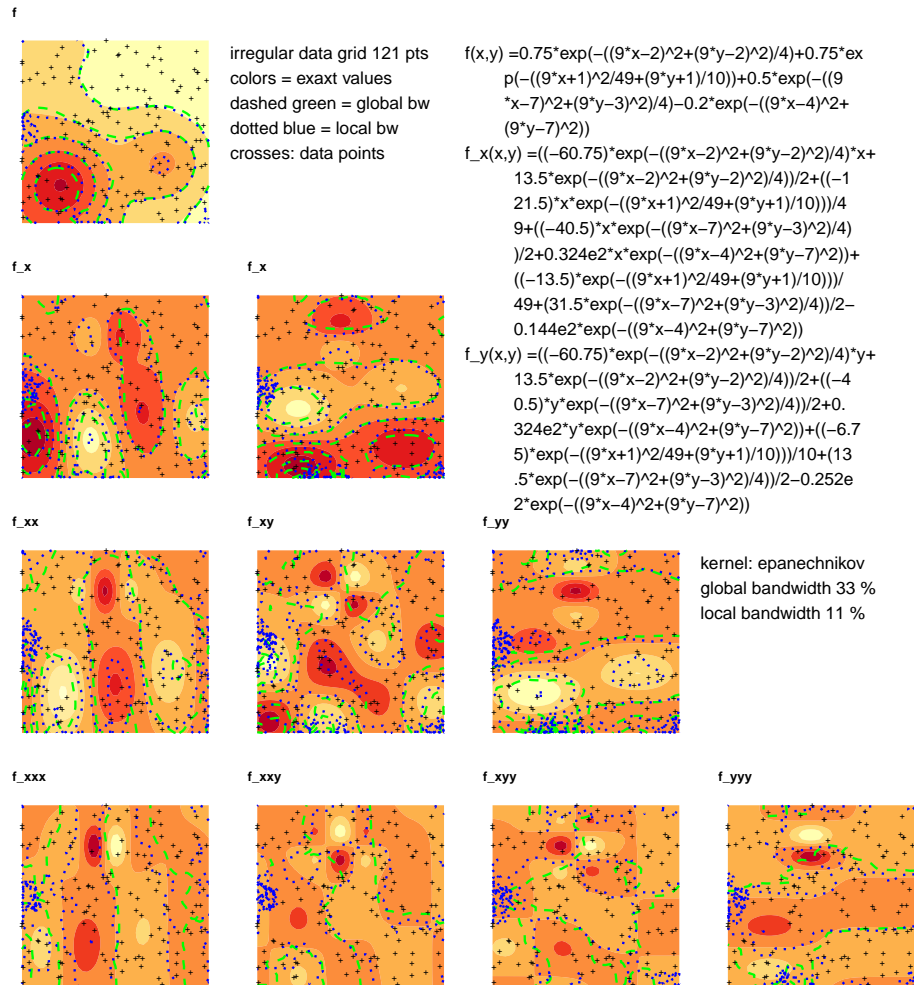 f
irregular data grid 121 pts
colors = exaxt values
dashed green = global bw
dotted blue = local bw
crosses: data points
f(x,y) =0.75*exp(−((9*x−2)^2+(9*y−2)^2)/4)+0.75*ex
p(−((9*x+1)^2/49+(9*y+1)/10))+0.5*exp(−((9
*x−7)^2+(9*y−3)^2)/4)−0.2*exp(−((9*x−4)^2+
(9*y−7)^2))
f_x(x,y) =((−60.75)*exp(−((9*x−2)^2+(9*y−2)^2)/4)*x+
13.5*exp(−((9*x−2)^2+(9*y−2)^2)/4))/2+((−1
21.5)*x*exp(−((9*x+1)^2/49+(9*y+1)/10)))/4
9+((−40.5)*x*exp(−((9*x−7)^2+(9*y−3)^2)/4)
)/2+0.324e2*x*exp(−((9*x−4)^2+(9*y−7)^2))+
((−13.5)*exp(−((9*x+1)^2/49+(9*y+1)/10)))/
49+(31.5*exp(−((9*x−7)^2+(9*y−3)^2)/4))/2−
0.144e2*exp(−((9*x−4)^2+(9*y−7)^2))
f_y(x,y) =((−60.75)*exp(−((9*x−2)^2+(9*y−2)^2)/4)*y+
13.5*exp(−((9*x−2)^2+(9*y−2)^2)/4))/2+((−4
0.5)*y*exp(−((9*x−7)^2+(9*y−3)^2)/4))/2+0.
324e2*y*exp(−((9*x−4)^2+(9*y−7)^2))+((−6.7
5)*exp(−((9*x+1)^2/49+(9*y+1)/10)))/10+(13
.5*exp(−((9*x−7)^2+(9*y−3)^2)/4))/2−0.252e
2*exp(−((9*x−4)^2+(9*y−7)^2))
f_x
f_x
f_xx
f_xy
f_yy
kernel: epanechnikov
global bandwidth 33 %
local bandwidth 11 %
f_xxx
f_xxy
f_xyy
f_yyy